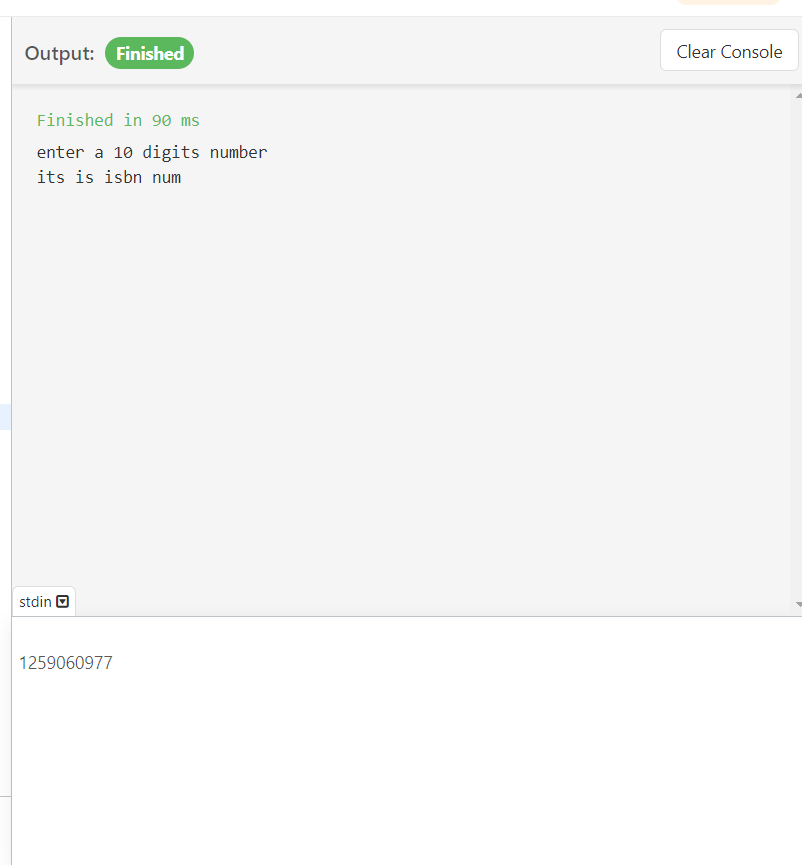 Output: Finished Clear Console
Finished in 90 ms
enter a 10 digits number
its is isbn num
stdin
1259060977